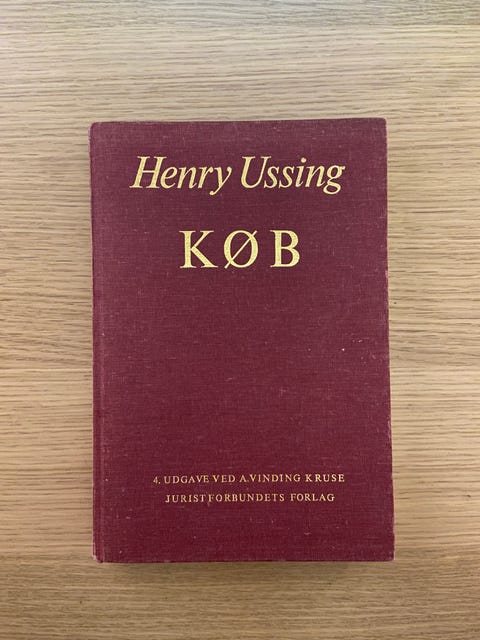 Henry Ussing
KØB
4. UDGAVE VED A.VINDING KRUSE
JURISTFORBUNDETS FORLAG